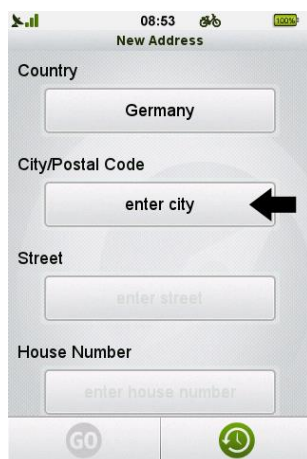 08:53
100%
New Address
Country
Germany
City/Postal Code
enter city
Street
enter street
House Number
enter house number
GO